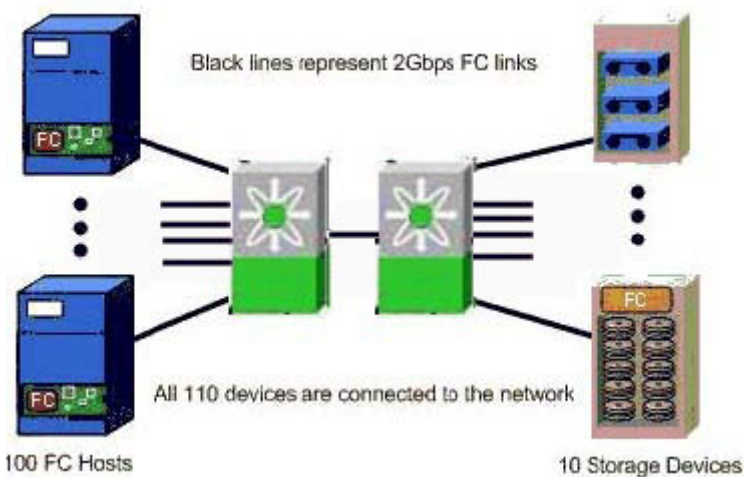 Black lines represent 2Gbps FC links
FC
FC
FC
All 110 devices are connected to the network
100 FC Hosts
10 Storage Devices